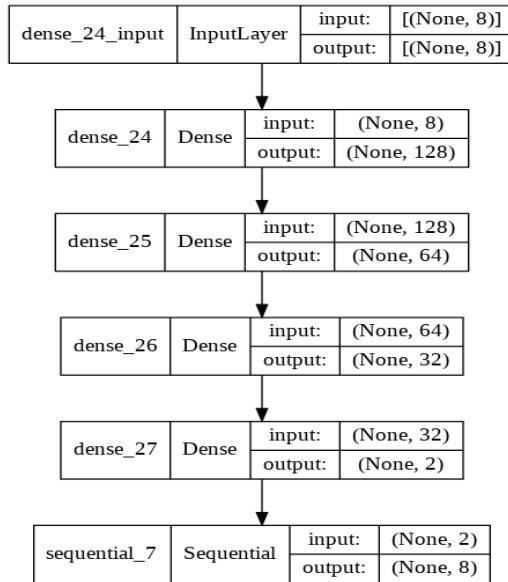 dense_24_input InputLayer input: [(None, 8)]
output: [(None, 8)]
dense_24 Dense input: (None, 8)
output: (None, 128)
dense_25 Dense input: (None, 128)
output: (None, 64)
dense_26 Dense input: (None, 64)
output: (None, 32)
dense_27 Dense input: (None, 32)
output: (None, 2)
sequential_7 Sequential input: (None, 2)
output: (None, 8)